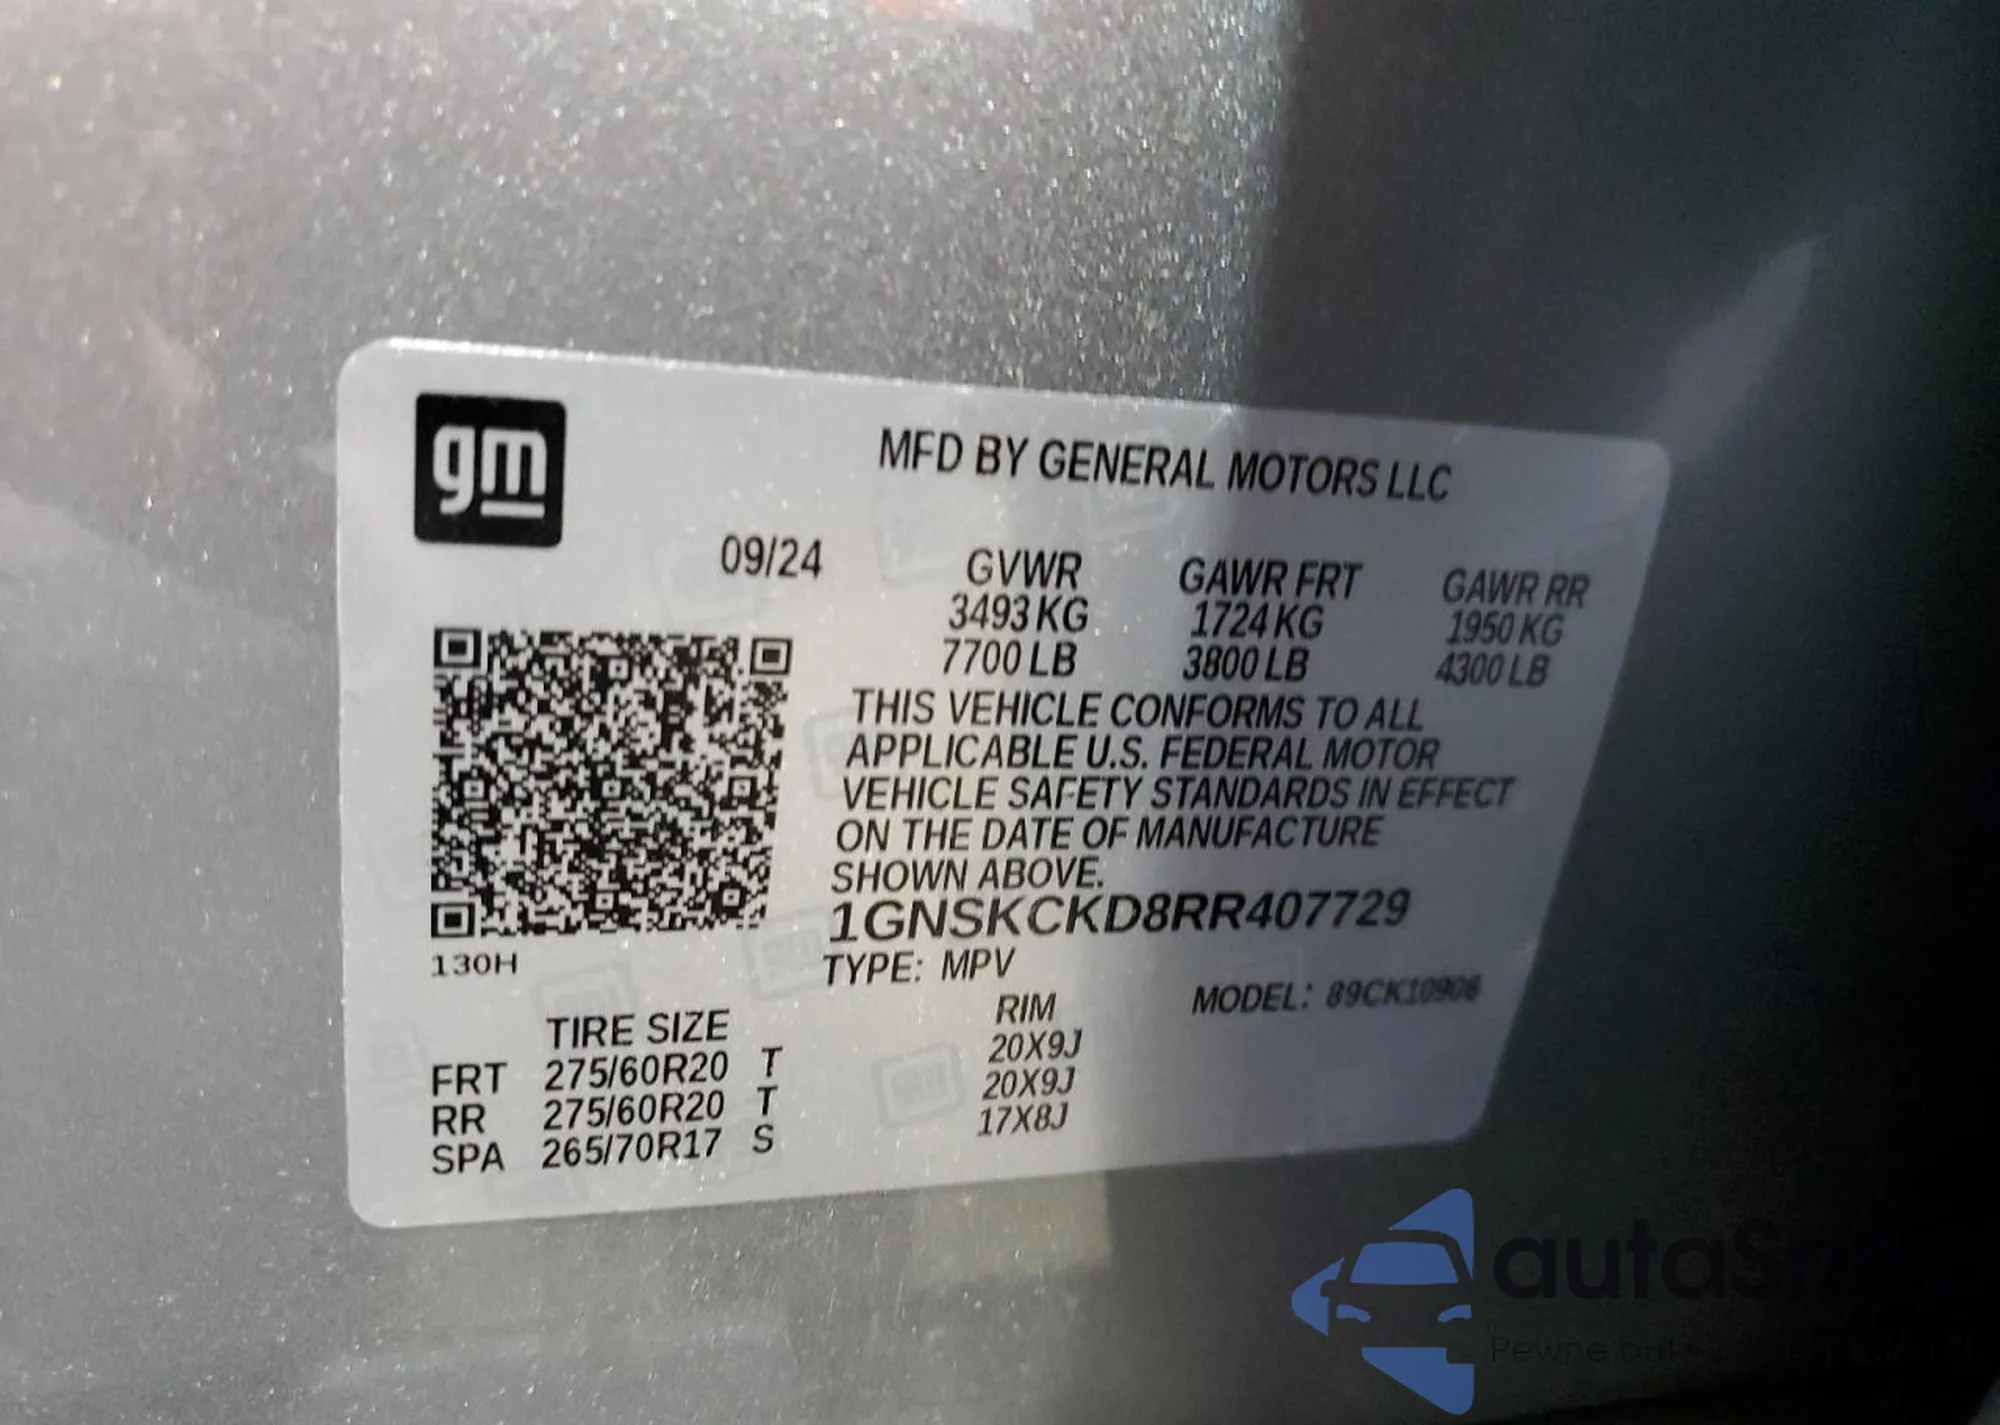 gm
MFD BY GENERAL MOTORS LLC
09/24 GVWR GAWR FRT GAWR RR
3493 KG 1724 KG 1950 KG
7700 LB 3800 LB 4300 LB
THIS VEHICLE CONFORMS TO ALL
APPLICABLE U.S. FEDERAL MOTOR
VEHICLE SAFETY STANDARDS IN EFFECT
ON THE DATE OF MANUFACTURE
SHOWN ABOVE.
1GNSKCKD8RR407729
130H
TYPE: MPV
MODEL: 89CK10906
TIRE SIZE RIM
FRT 275/60R20 T 20X9J
RR 275/60R20 T 20X9J
SPA 265/70R17 S 17X8J
Pewne